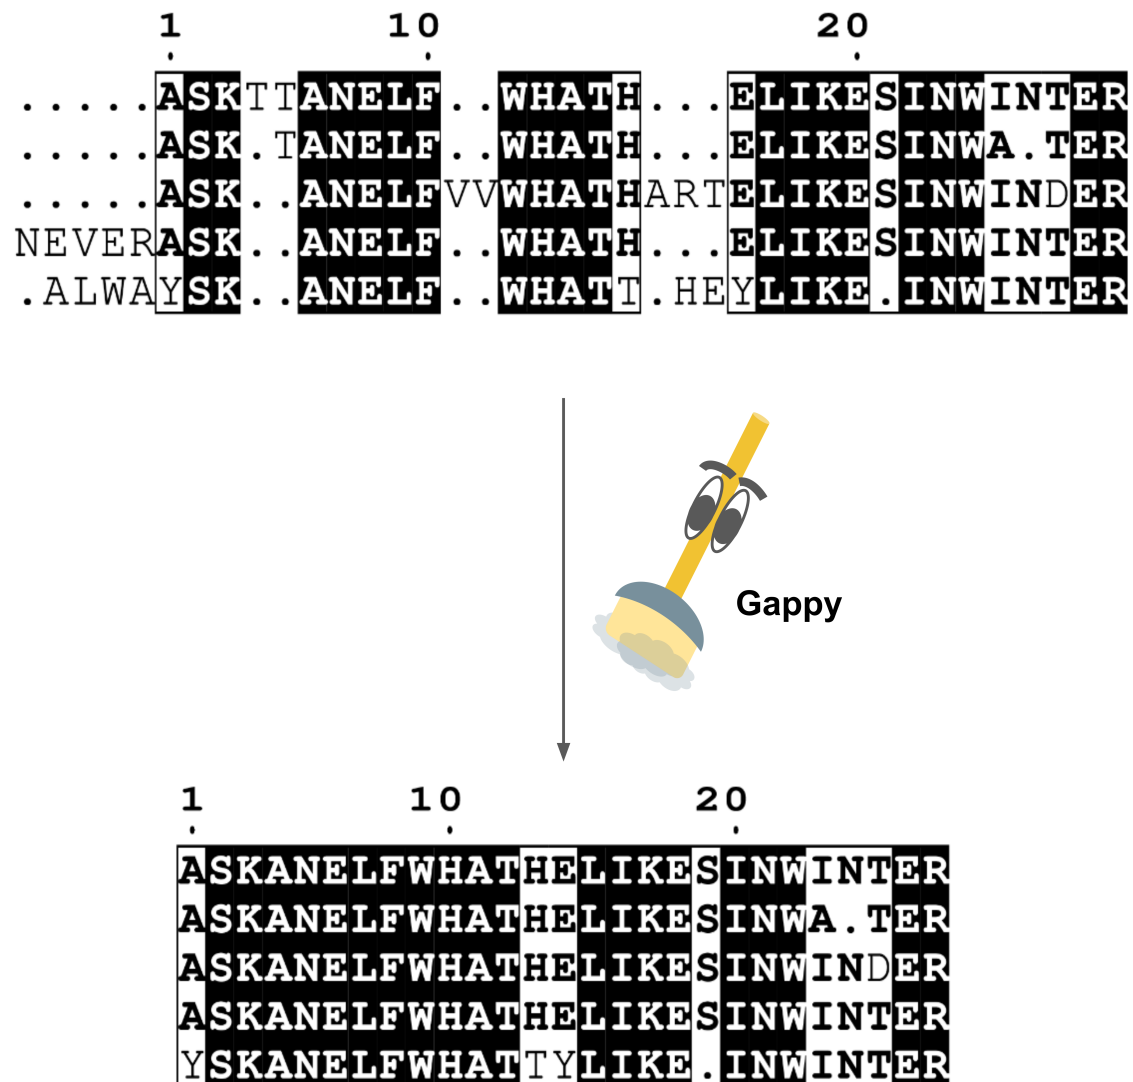 1 10 20
.....ASKTTANELF..WHATH...ELIKESINWINTER
.....ASK.TANELF..WHATH...ELIKESINWA.TER
.....ASK..ANELFVVWHATHARTELIKESINWINDER
NEVERASK..ANELF..WHATH...ELIKESINWINTER
.ALWAYSK..ANELF..WHATT.HEYLIKE.INWINTER
Gappy
1 10 20
ASKANELFWHATHELIKESINWINTER
ASKANELFWHATHELIKESINWA.TER
ASKANELFWHATHELIKESINWINDER
ASKANELFWHATHELIKESINWINTER
YSKANELFWHATTYLIKE.INWINTER